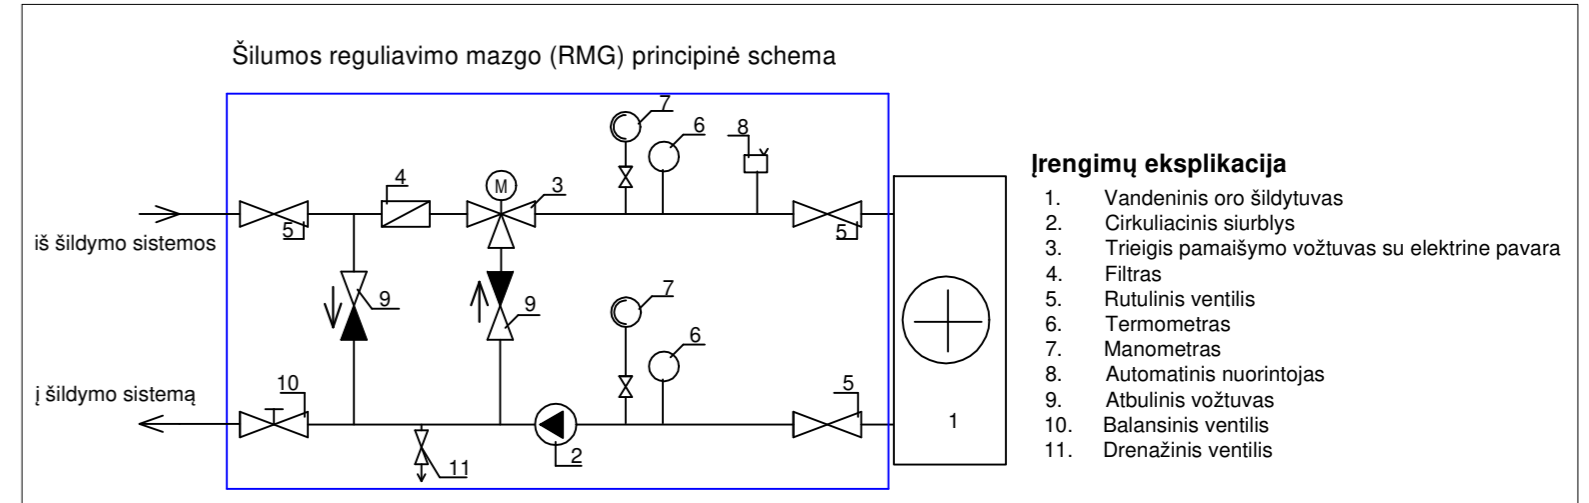 Šilumos reguliavimo mazgo (RMG) principinė schema
7
6
8
4
M
3
5
5
iš šildymo sistemos
9
9
7
6
į šildymo sistemą
10
5
11
2
1
Įrengimų eksplikacija
1. Vandeninis oro šildytuvas
2. Cirkuliacinis siurblys
3. Trieigis pamaišymo vožtuvas su elektrine pavara
4. Filtras
5. Rutulinis ventilis
6. Termometras
7. Manometras
8. Automatinis nuorintojas
9. Atbulinis vožtuvas
10. Balansinis ventilis
11. Drenažinis ventilis